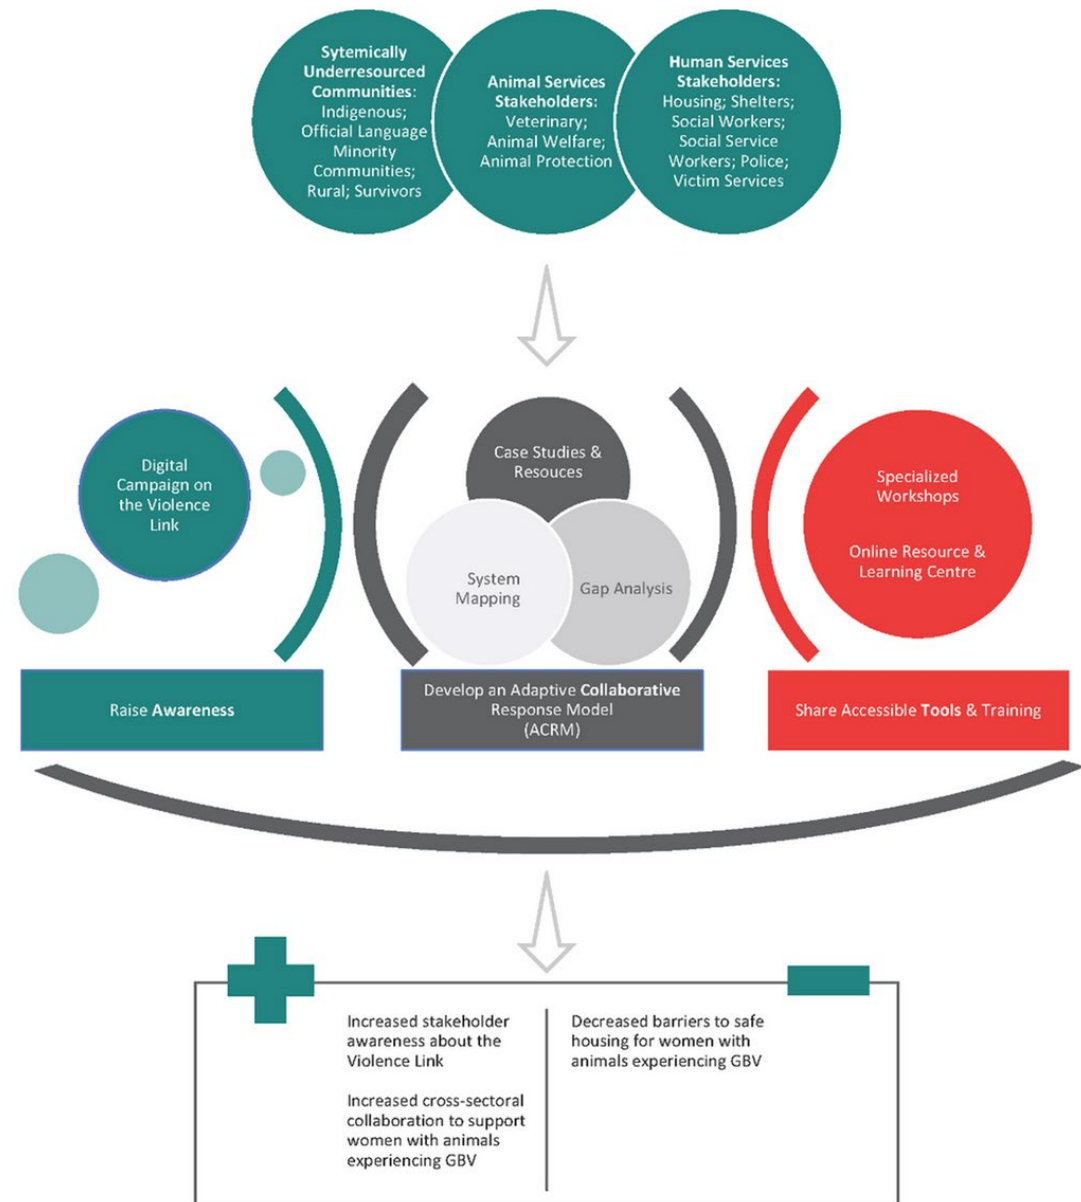 Sytemically
Underresourced
Communities:
Indigenous;
Official Language
Minority
Communities;
Rural; Survivors
Animal Services
Stakeholders:
Veterinary;
Animal Welfare;
Animal Protection
Human Services
Stakeholders:
Housing; Shelters;
Social Workers;
Social Service
Workers; Police;
Victim Services
Digital
Campaign on
the Violence
Link
Case Studies &
Resouces
System
Mapping
Gap Analysis
Specialized
Workshops
Online Resource &
Learning Centre
Raise Awareness
Develop an Adaptive Collaborative
Response Model
(ACRM)
Share Accessible Tools & Training
Increased stakeholder
awareness about the
Violence Link
Increased cross-sectoral
collaboration to support
women with animals
experiencing GBV
Decreased barriers to safe
housing for women with
animals experiencing GBV